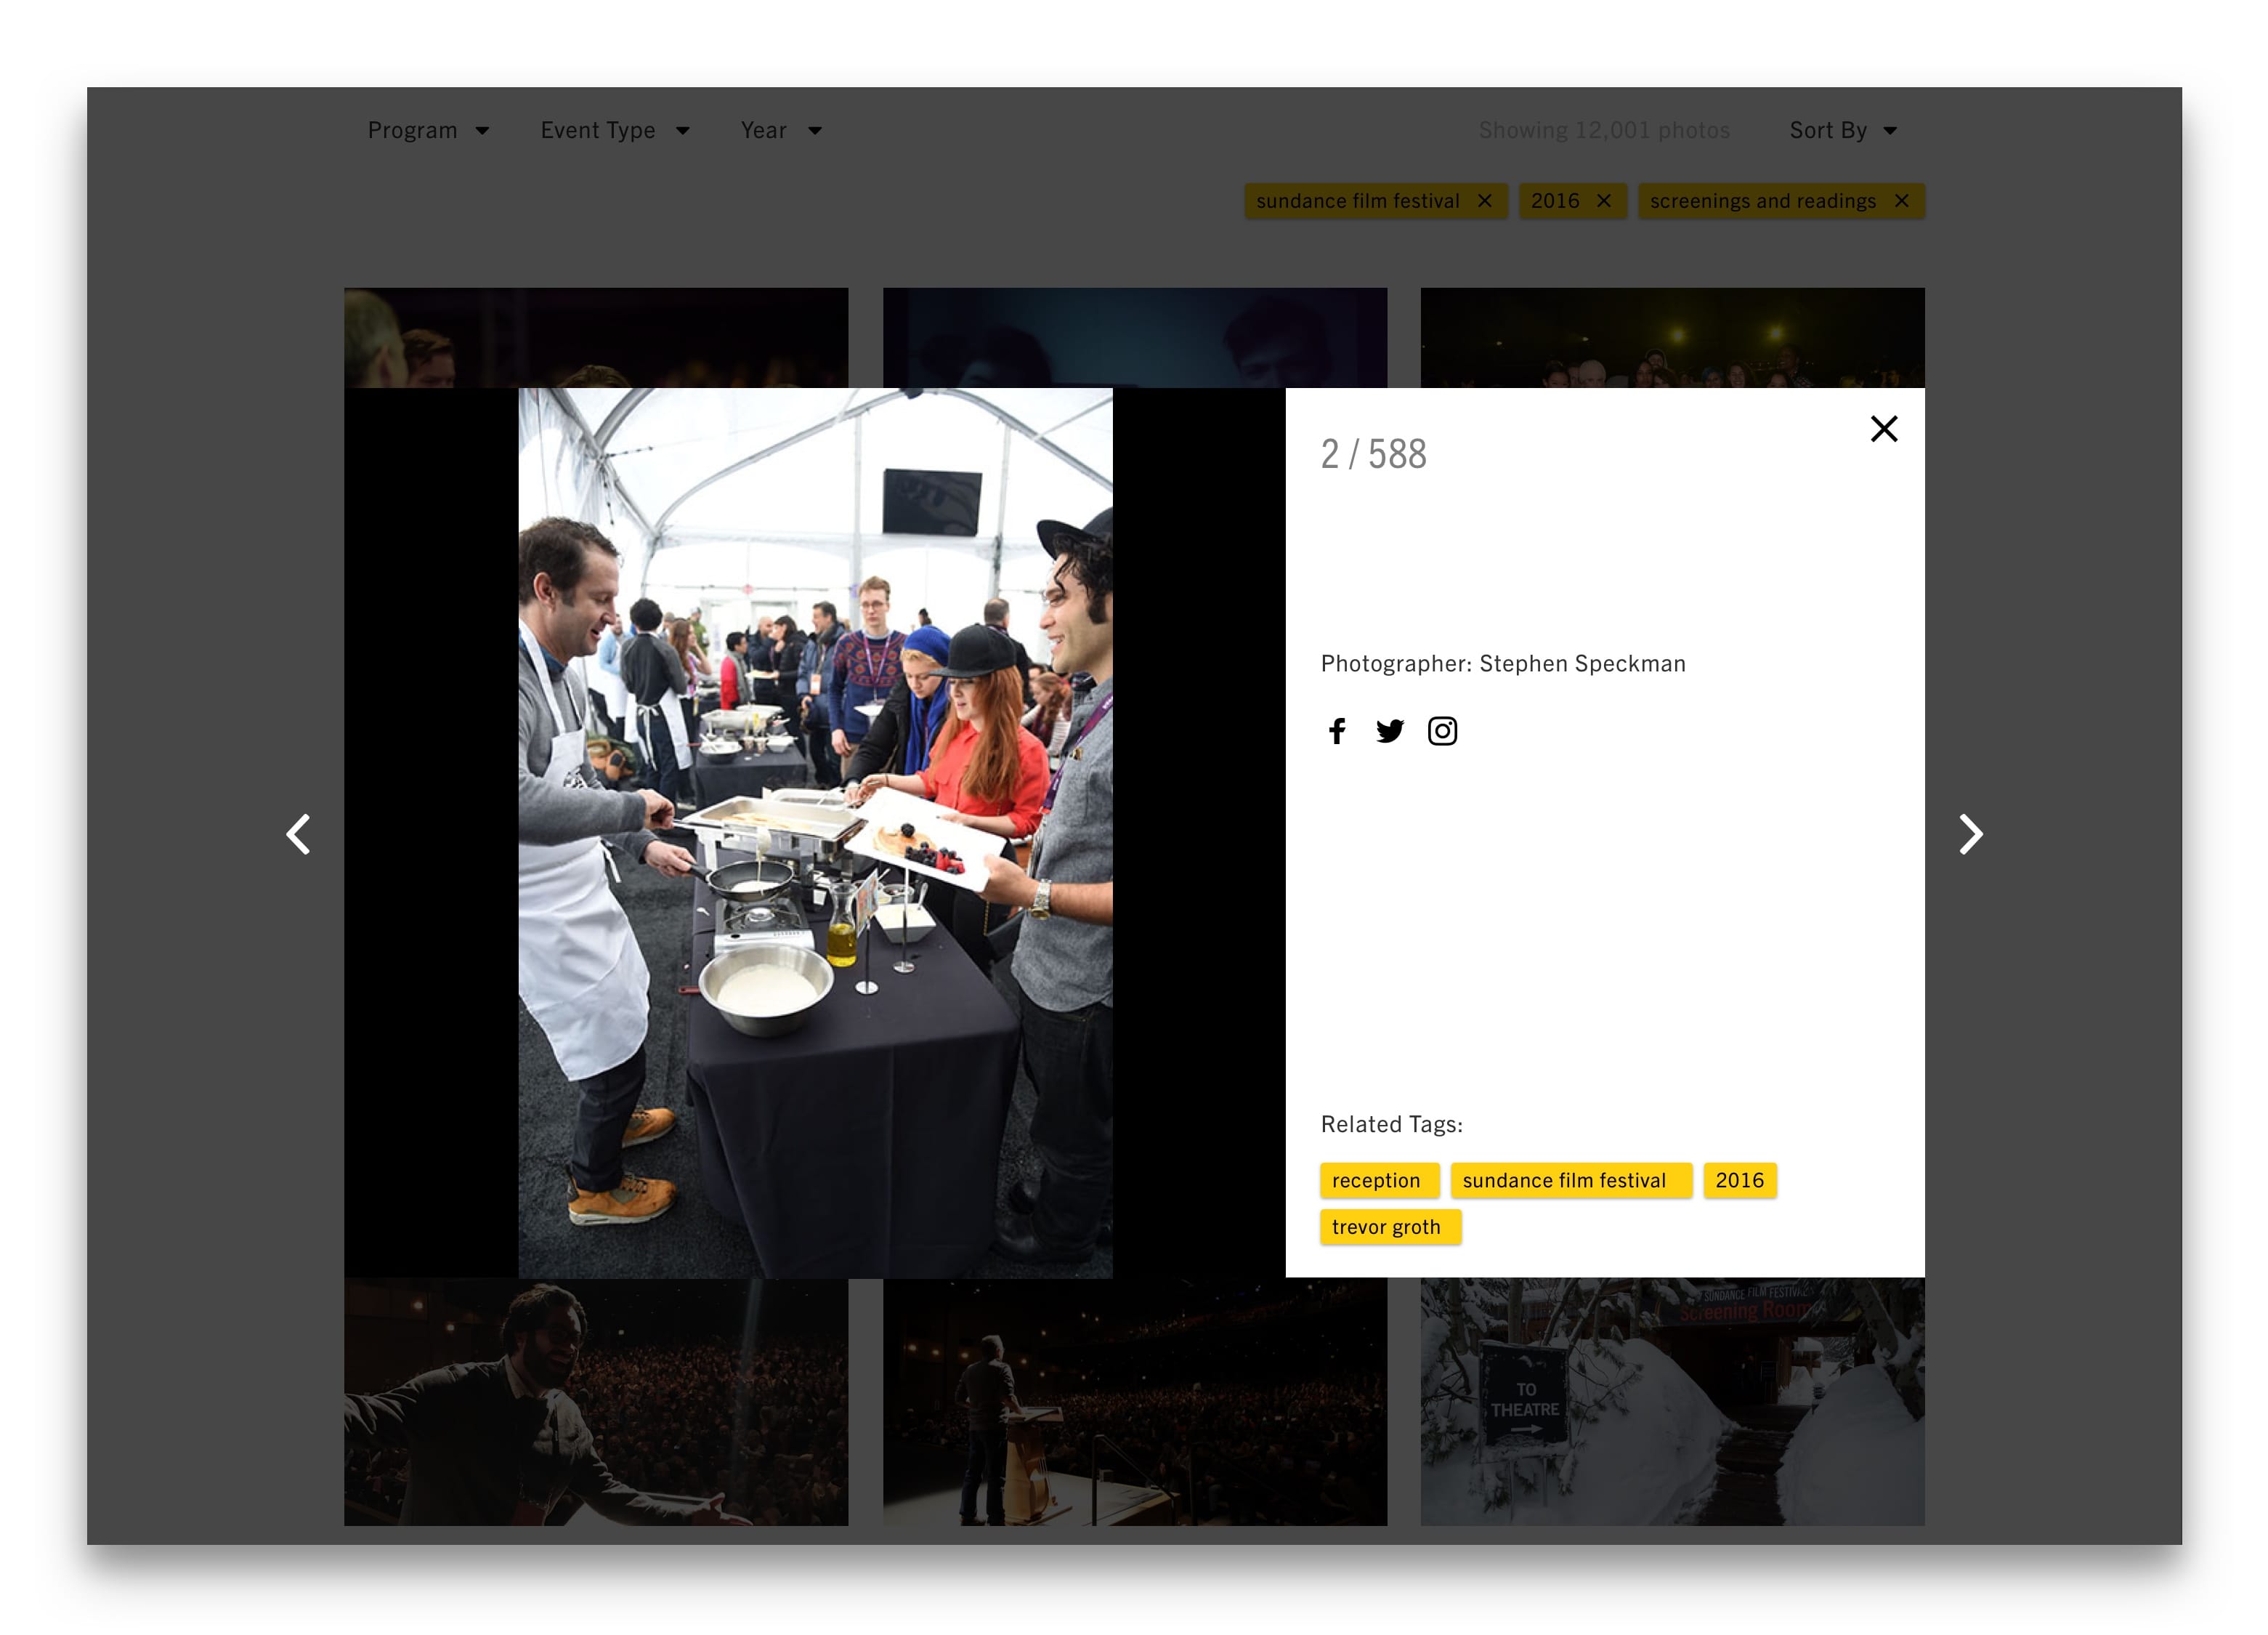 Program Event Type Year Showing 12,001 photos Sort By
sundance film festival 2016 screenings and readings
2 / 588
Photographer: Stephen Speckman
Related Tags:
reception sundance film festival 2016
trevor groth
SUNDANCE FILM FESTIVAL
Screening Room
TO
THEATRE